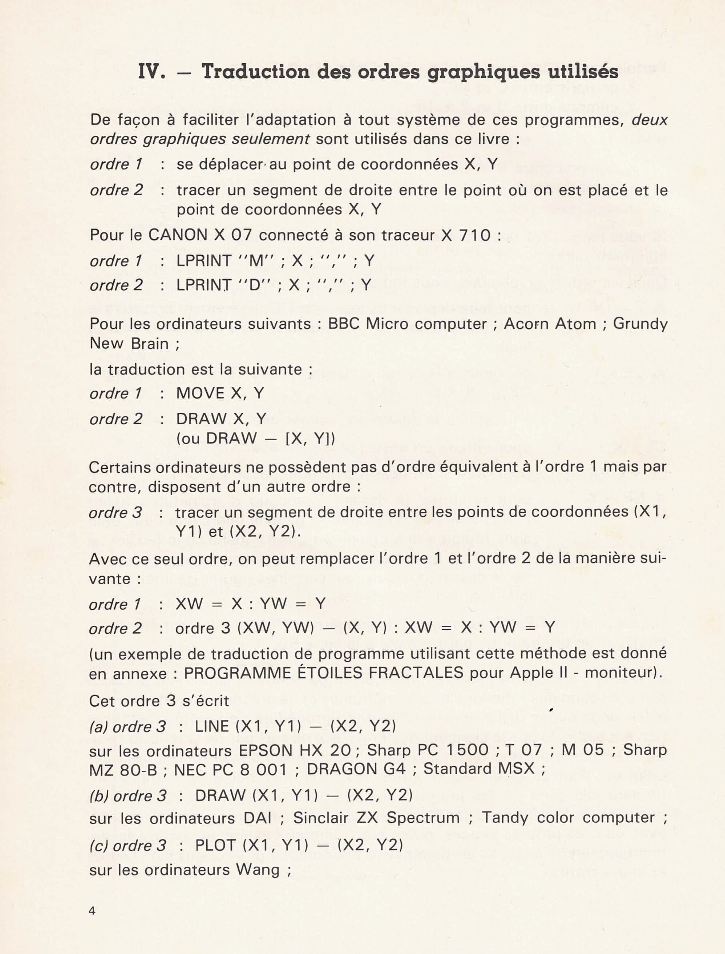 IV. — Traduction des ordres graphiques utilisés
De façon à faciliter l'adaptation à tout système de ces programmes, deux
ordres graphiques seulement sont utilisés dans ce livre :
ordre 1 : se déplacer au point de coordonnées X, Y
ordre 2 : tracer un segment de droite entre le point où on est placé et le
point de coordonnées X, Y
Pour le CANON X 07 connecté à son traceur X 710 :
ordre 1 : LPRINT ''M'' ; X ; '','' ; Y
ordre 2 : LPRINT ''D'' ; X ; '','' ; Y
Pour les ordinateurs suivants : BBC Micro computer ; Acorn Atom ; Grundy
New Brain ;
la traduction est la suivante :
ordre 1 : MOVE X, Y
ordre 2 : DRAW X, Y
(ou DRAW — [X, Y])
Certains ordinateurs ne possèdent pas d'ordre équivalent à l'ordre 1 mais par
contre, disposent d'un autre ordre :
ordre 3 : tracer un segment de droite entre les points de coordonnées (X1,
Y1) et (X2, Y2).
Avec ce seul ordre, on peut remplacer l'ordre 1 et l'ordre 2 de la manière sui-
vante :
ordre 1 : XW = X : YW = Y
ordre 2 : ordre 3 (XW, YW) — (X, Y) : XW = X : YW = Y
(un exemple de traduction de programme utilisant cette méthode est donné
en annexe : PROGRAMME ÉTOILES FRACTALES pour Apple II - moniteur).
Cet ordre 3 s'écrit
(a) ordre 3 : LINE (X1, Y1) — (X2, Y2)
sur les ordinateurs EPSON HX 20 ; Sharp PC 1500 ; T 07 ; M 05 ; Sharp
MZ 80-B ; NEC PC 8 001 ; DRAGON G4 ; Standard MSX ;
(b) ordre 3 : DRAW (X1, Y1) — (X2, Y2)
sur les ordinateurs DAI ; Sinclair ZX Spectrum ; Tandy color computer ;
(c) ordre 3 : PLOT (X1, Y1) — (X2, Y2)
sur les ordinateurs Wang ;
4